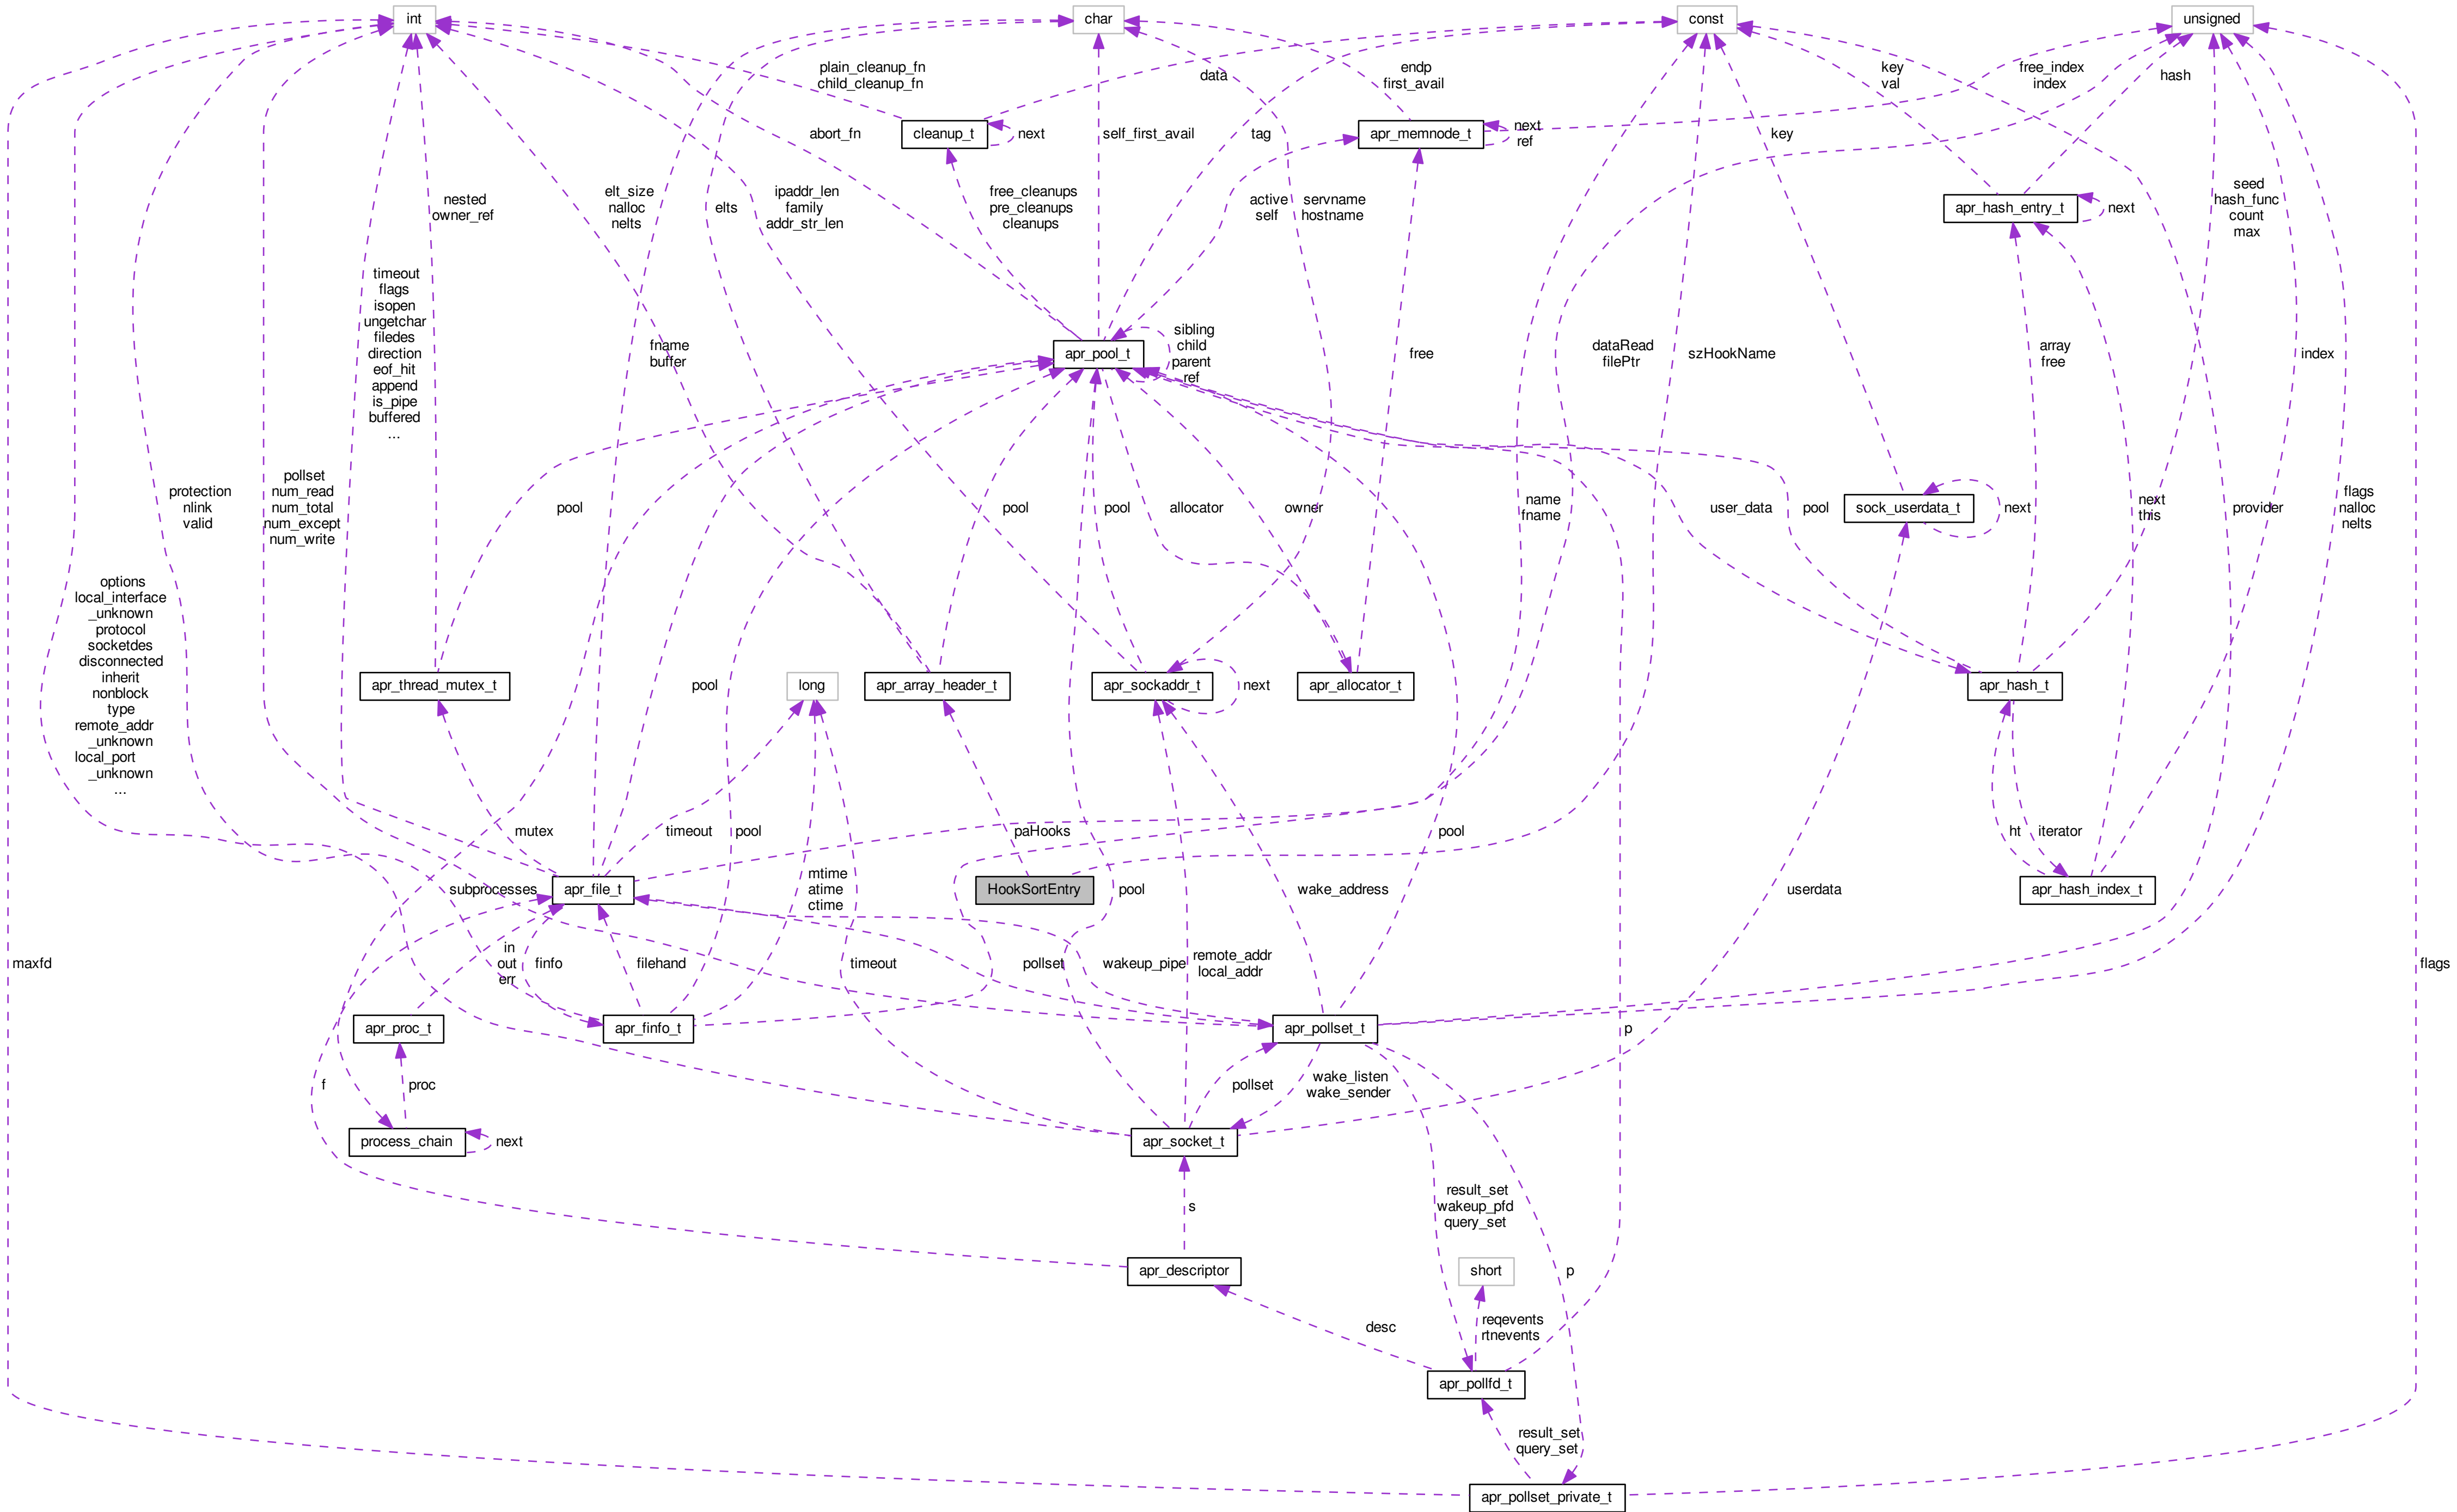 int
char
const
unsigned
plain_cleanup_fn
child_cleanup_fn
data
endp
first_avail
key
val
free_index
index
hash
cleanup_t
next
abort_fn
self_first_avail
tag
apr_memnode_t
next
ref
key
nested
owner_ref
elt_size
nalloc
nelts
elts
ipaddr_len
family
addr_str_len
free_cleanups
pre_cleanups
cleanups
active
self
servname
hostname
apr_hash_entry_t
next
seed
hash_func
count
max
timeout
flags
isopen
ungetchar
filedes
direction
eof_hit
append
is_pipe
buffered
...
fname
buffer
apr_pool_t
sibling
child
parent
ref
free
dataRead
filePtr
szHookName
array
free
index
protection
nlink
valid
pollset
num_read
num_total
num_except
num_write
pool
pool
pool
allocator
owner
name
fname
user_data
pool
sock_userdata_t
next
next
this
provider
flags
nalloc
nelts
options
local_interface
_unknown
protocol
socketdes
disconnected
inherit
nonblock
type
remote_addr
_unknown
local_port
_unknown
...
apr_thread_mutex_t
pool
long
apr_array_header_t
apr_sockaddr_t
next
apr_allocator_t
apr_hash_t
mutex
timeout
pool
paHooks
pool
ht
iterator
subprocesses
apr_file_t
mtime
atime
ctime
HookSortEntry
pool
wake_address
userdata
apr_hash_index_t
maxfd
in
out
err
finfo
filehand
timeout
pollset
wakeup_pipe
remote_addr
local_addr
flags
apr_proc_t
apr_finfo_t
apr_pollset_t
p
f
proc
pollset
wake_listen
wake_sender
process_chain
next
apr_socket_t
s
result_set
wakeup_pfd
query_set
apr_descriptor
short
p
desc
reqevents
rtnevents
apr_pollfd_t
result_set
query_set
apr_pollset_private_t